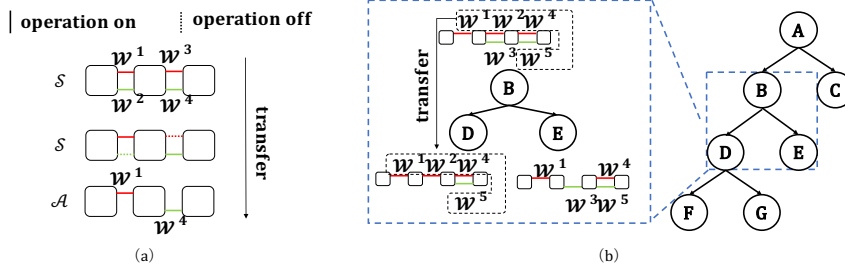 operation on
operation off
𝒲¹ 𝒲³
𝒮
𝒲² 𝒲⁴
𝒮
𝒲¹
𝒜
𝒲⁴
transfer
(a)
𝒲¹ 𝒲² 𝒲⁴
𝒲³ 𝒲⁵
transfer
B
D E
𝒲¹ 𝒲² 𝒲⁴
𝒲⁵
𝒲¹ 𝒲⁴
𝒲³ 𝒲⁵
(b)
A
B C
D E
F G